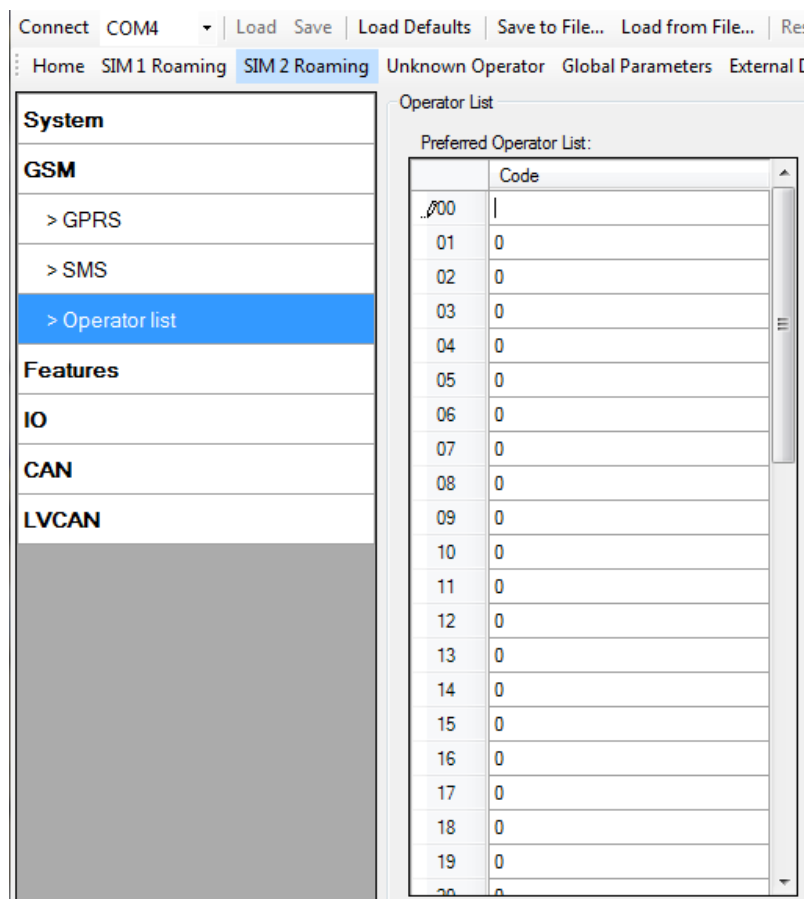 Connect COM4 Load Save Load Defaults Save to File... Load from File...
Home SIM 1 Roaming SIM 2 Roaming Unknown Operator Global Parameters External
System
GSM
> GPRS
> SMS
> Operator list
Features
IO
CAN
LVCAN
Operator List
Preferred Operator List:
Code
00
01 0
02 0
03 0
04 0
05 0
06 0
07 0
08 0
09 0
10 0
11 0
12 0
13 0
14 0
15 0
16 0
17 0
18 0
19 0
20 0